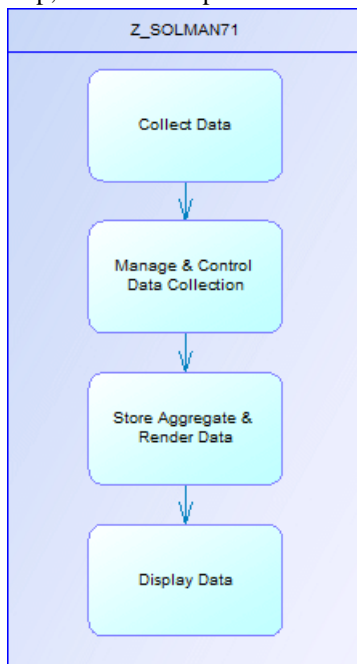 Z_SOLMAN71
Collect Data
Manage & Control
Data Collection
Store Aggregate &
Render Data
Display Data